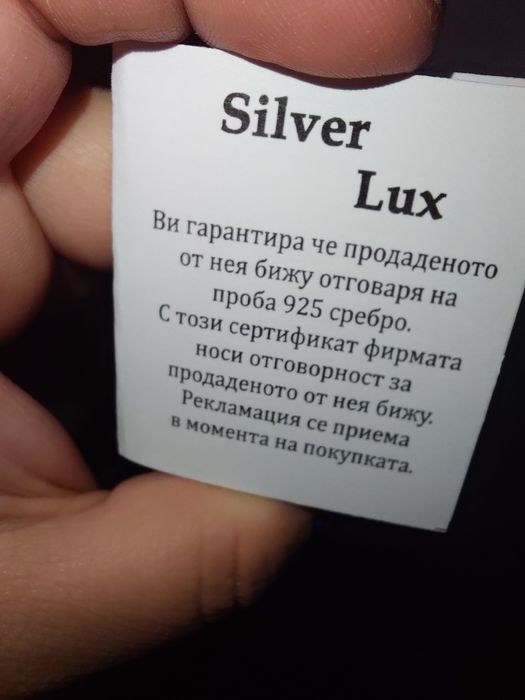 Silver
Lux
Ви гарантира че продаденото
от нея бижу отговаря на
проба 925 сребро.
С този сертификат фирмата
носи отговорност за
продаденото от нея бижу.
Рекламация се приема
в момента на покупката.